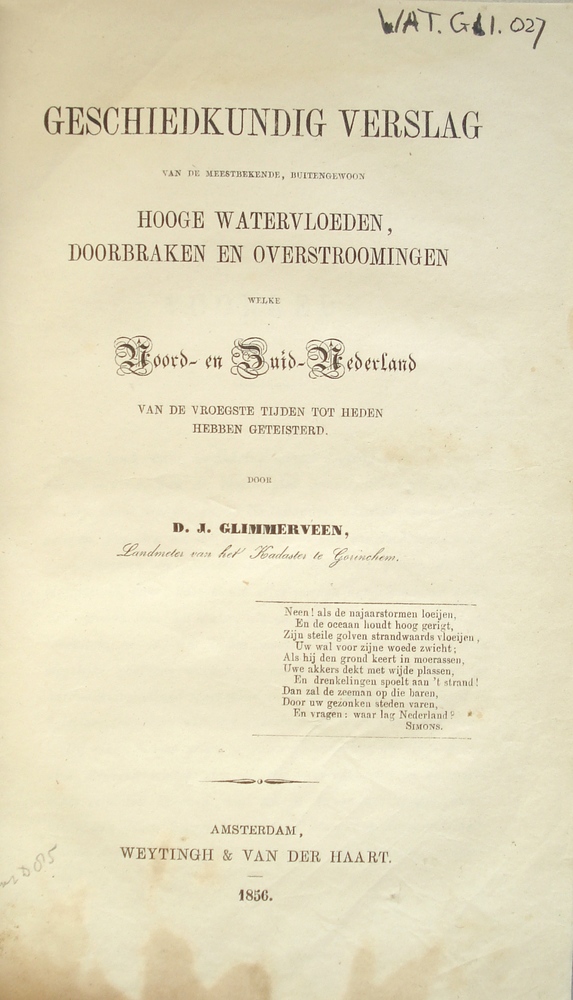 WAT. GLI. 027
GESCHIEDKUNDIG VERSLAG
VAN DE MEESTBEKENDE, BUITENGEWOON
HOOGE WATERVLOEDEN,
DOORBRAKEN EN OVERSTROOMINGEN
WELKE
Noord- en Zuid-Nederland
VAN DE VROEGSTE TIJDEN TOT HEDEN
HEBBEN GETEISTERD.
DOOR
D. J. GLIMMERVEEN,
Landmeter van het Kadaster te Gorinchem.
Neen! als de najaarstormen loeijen,
En de oceaan houdt hoog gerigt,
Zijn steile golven strandwaards vloeijen,
Uw wal voor zijne woede zwicht;
Als hij den grond keert in moerassen,
Uwe akkers dekt met wijde plassen,
En drenkelingen spoelt aan 't strand!
Dan zal de zeeman op die baren,
Door uw gezonken steden varen,
En vragen: waar lag Nederland?
SIMONS.
AMSTERDAM,
WEYTINGH & VAN DER HAART.
1856.